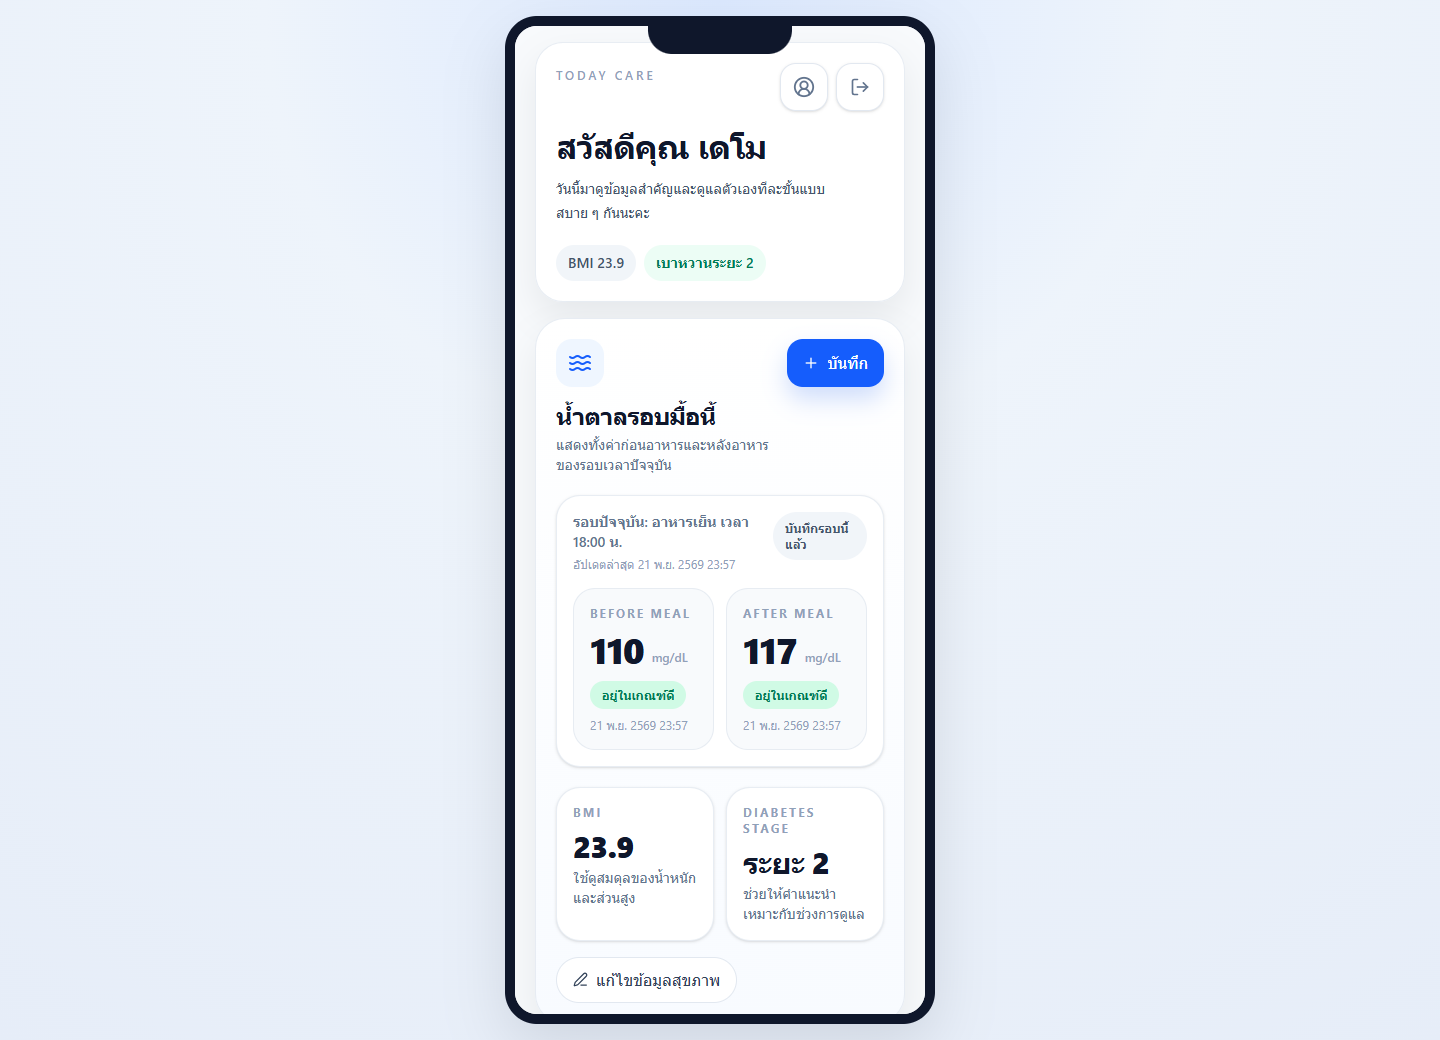 TODAY CARE
สวัสดีคุณ เดโม
วันนี้มาดูข้อมูลสำคัญและดูแลตัวเองทีละขั้นแบบ
สบาย ๆ กันนะคะ
BMI 23.9
เบาหวานระยะ 2
บันทึก
น้ำตาลรอบมื้อนี้
แสดงทั้งค่าก่อนอาหารและหลังอาหาร
ของรอบเวลาปัจจุบัน
รอบปัจจุบัน: อาหารเย็น เวลา
18:00 น.
บันทึกรอบนี้
แล้ว
อัปเดตล่าสุด 21 พ.ย. 2569 23:57
BEFORE MEAL
110 mg/dL
อยู่ในเกณฑ์ดี
21 พ.ย. 2569 23:57
AFTER MEAL
117 mg/dL
อยู่ในเกณฑ์ดี
21 พ.ย. 2569 23:57
BMI
23.9
ใช้ดูสมดุลของน้ำหนัก
และส่วนสูง
DIABETES
STAGE
ระยะ 2
ช่วยให้คำแนะนำ
เหมาะกับช่วงการดูแล
แก้ไขข้อมูลสุขภาพ